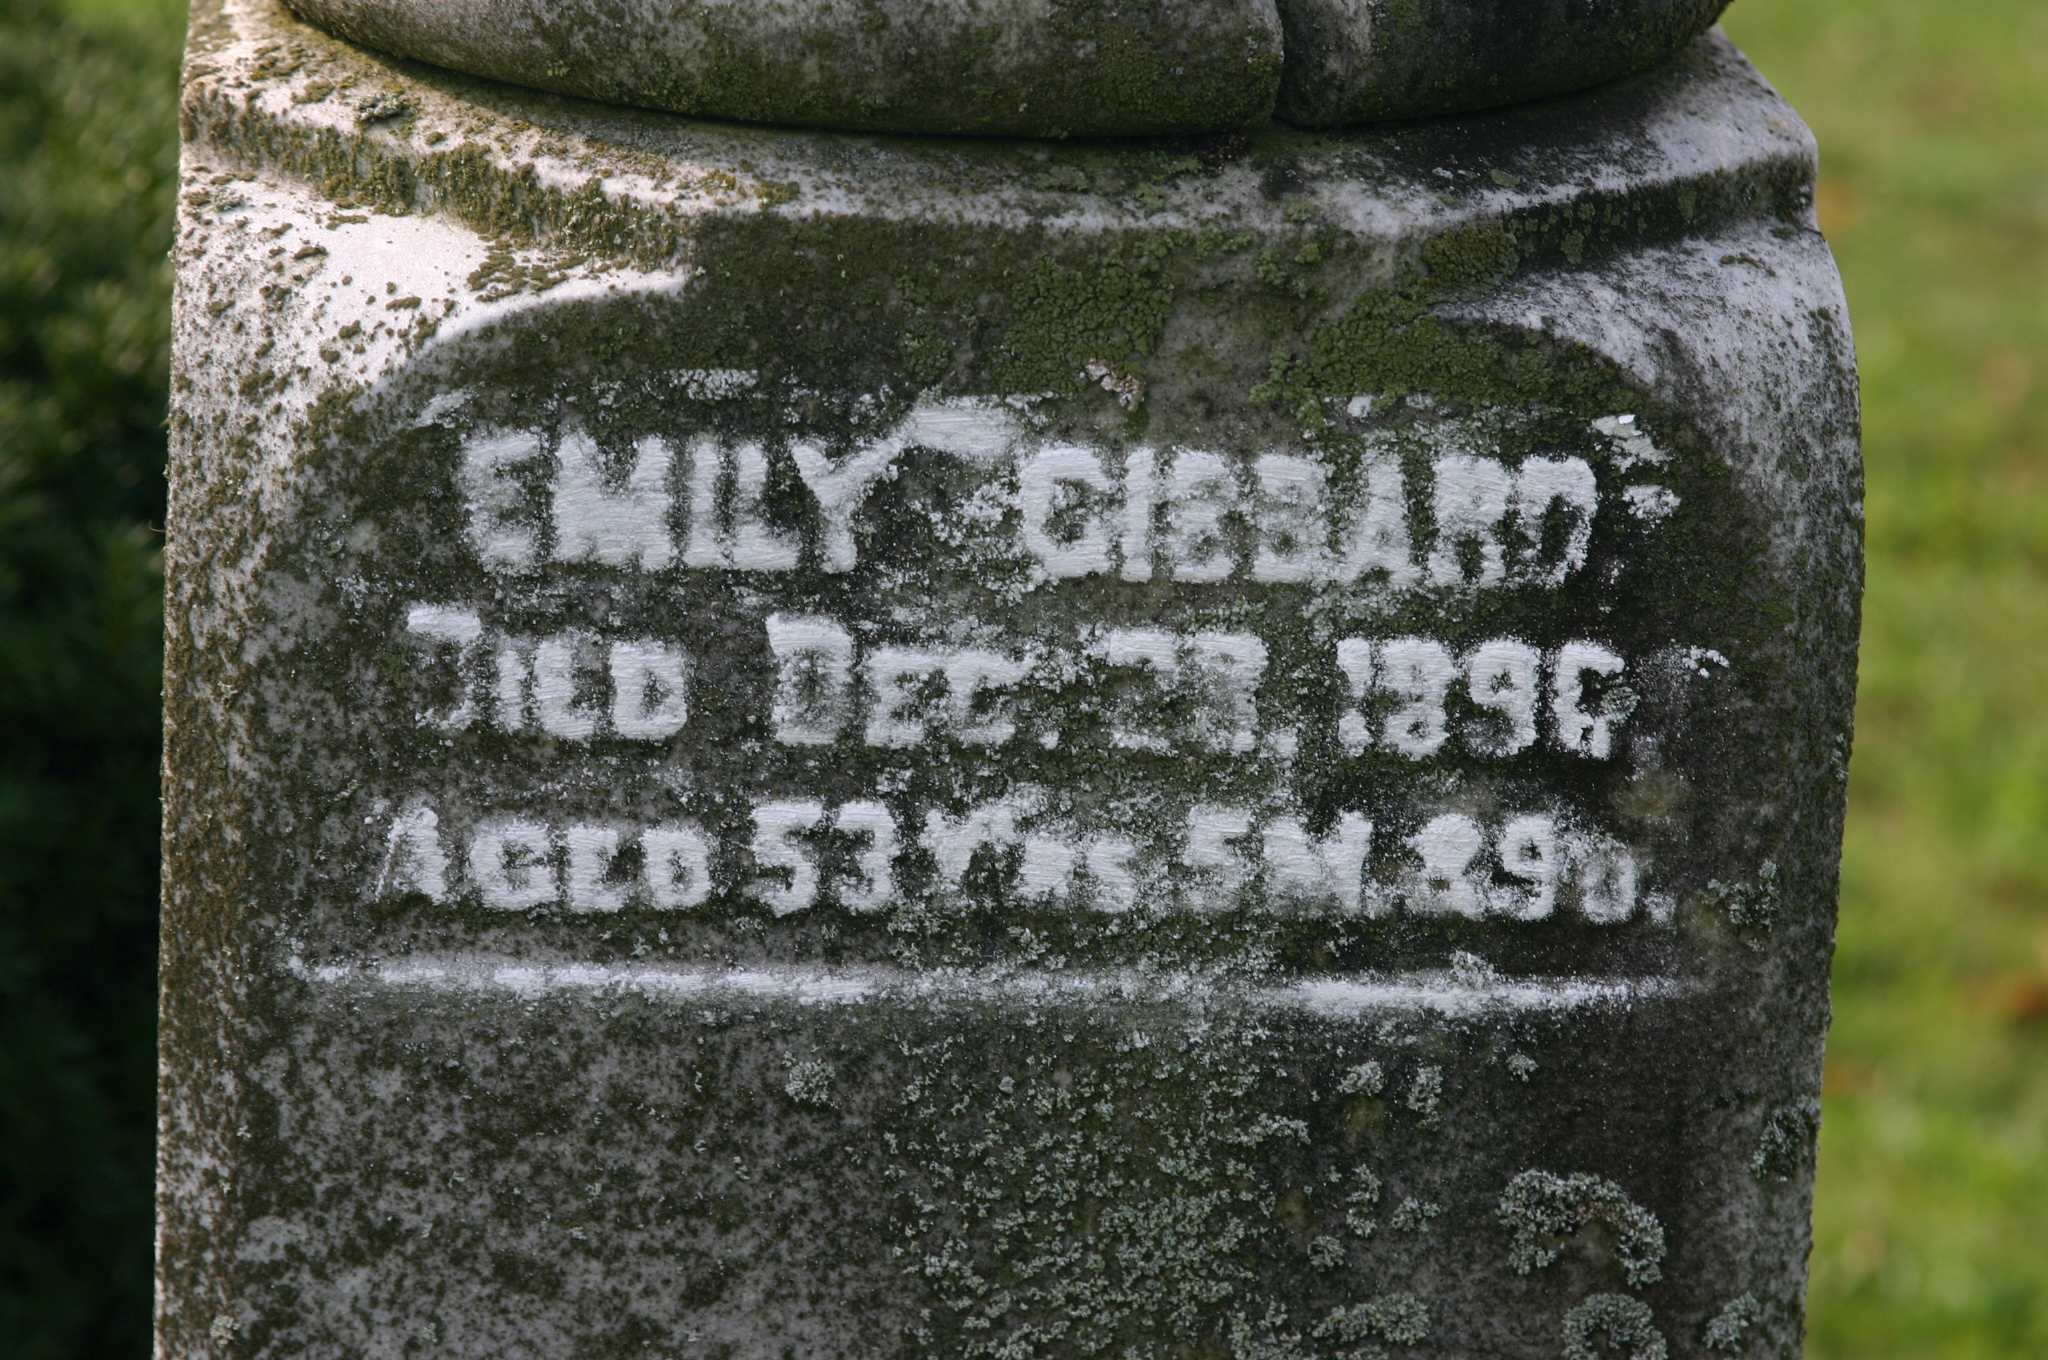 EMILY GIBBARD
DIED DEC. 23, 1896
AGED 53 YRS 5 M. 29 D.